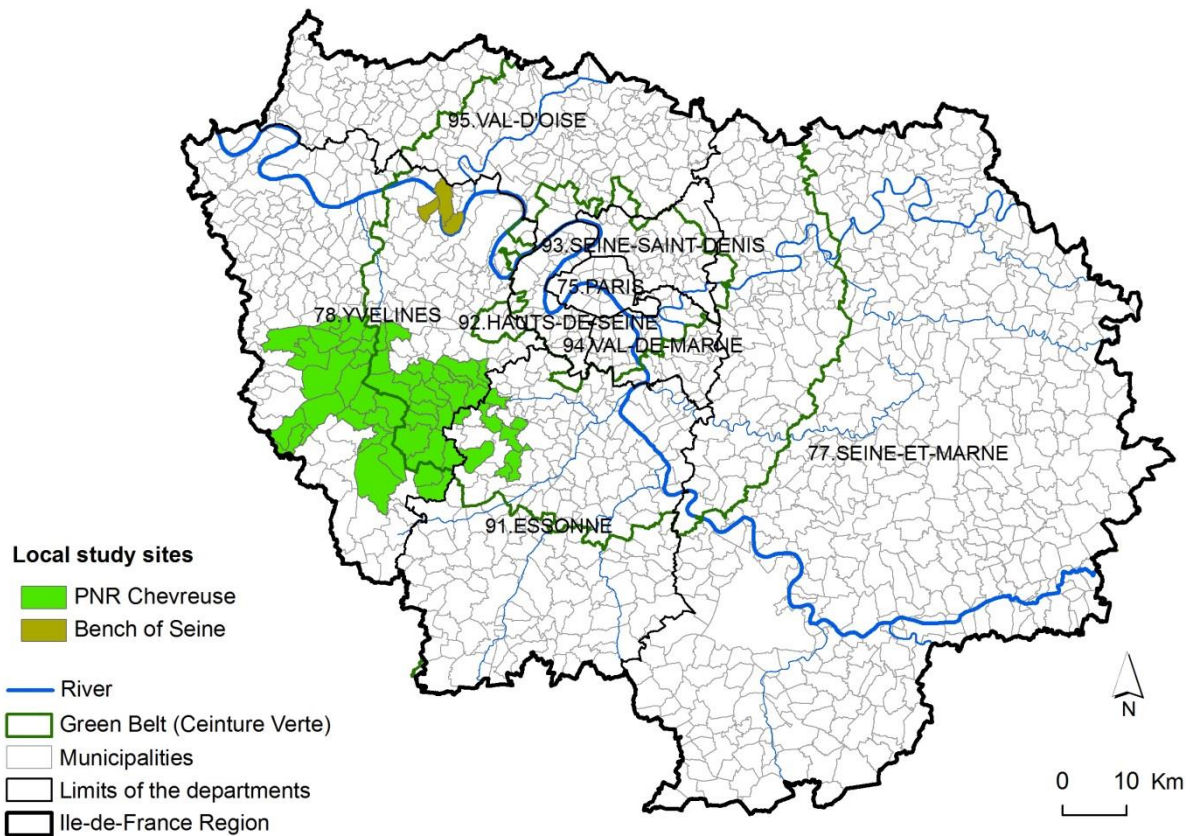 95.VAL-D'OISE
93.SEINE-SAINT-DENIS
75.PARIS
78.YVELINES
92.HAUTS-DE-SEINE
94.VAL-DE-MARNE
77.SEINE-ET-MARNE
91.ESSONNE
Local study sites
PNR Chevreuse
Bench of Seine
River
Green Belt (Ceinture Verte)
Municipalities
Limits of the departments
Ile-de-France Region
N
0 10 Km